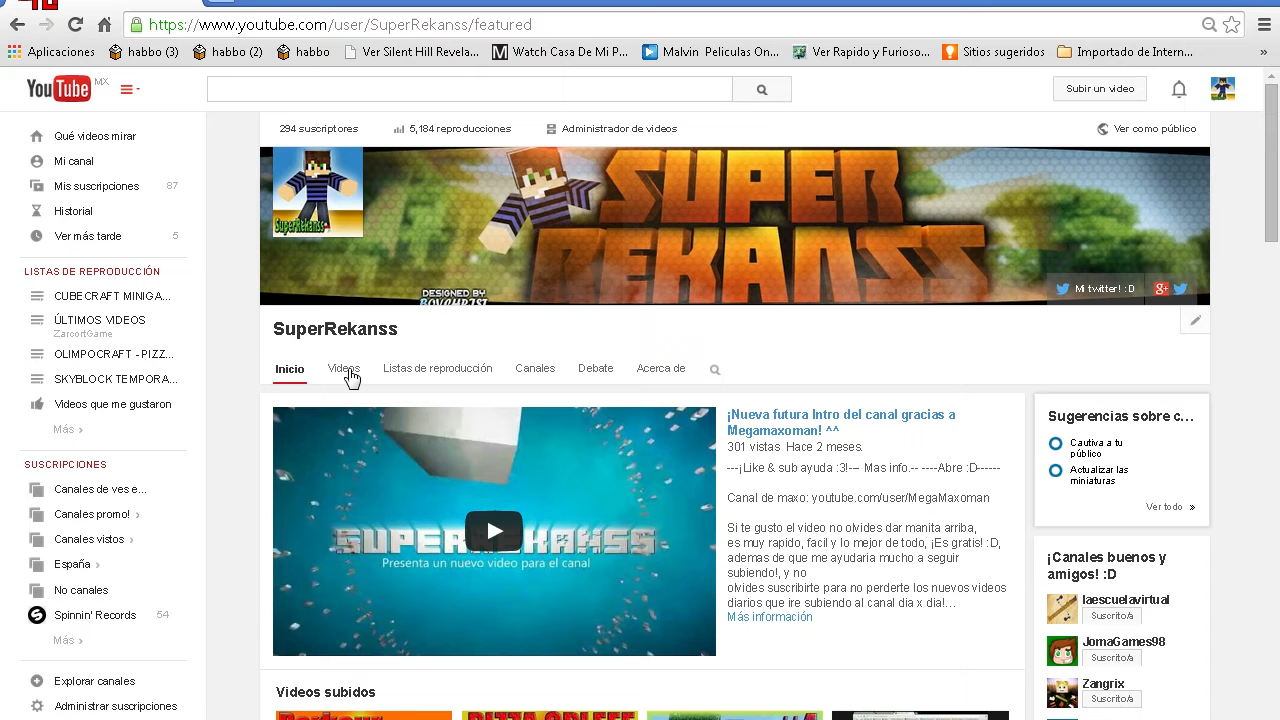 https://www.youtube.com/user/SuperRekanss/featured
Aplicaciones habbo (3) habbo (2) habbo Ver Silent Hill Revela... Watch Casa De Mi P... Malvin Peliculas On... Ver Rapido y Furioso... Sitios sugeridos Importado de Intern... »
YouTube MX
Subir un video
294 suscriptores 5,184 reproducciones Administrador de videos Ver como público
Qué videos mirar
Mi canal
Mis suscripciones 87
Historial
Ver más tarde 5
LISTAS DE REPRODUCCIÓN
CUBECRAFT MINIGA...
ÚLTIMOS VIDEOS
ZarcortGame
OLIMPOCRAFT - PIZZ...
SKYBLOCK TEMPORA...
Videos que me gustaron
Más ›
SUSCRIPCIONES
Canales de ves e...
Canales promo! ›
Canales vistos ›
España ›
No canales
Spinnin' Records 54
Más ›
Explorar canales
Administrar suscripciones
SuperRekanss
SUPER
REKANSS
DESIGNED BY
Mi twitter! :D
SuperRekanss
Inicio Videos Listas de reproducción Canales Debate Acerca de
SUPERREKANSS
Presenta un nuevo video para el canal
¡Nueva futura Intro del canal gracias a
Megamaxoman! ^^
301 vistas Hace 2 meses.
---¡Like & sub ayuda :3!--- Mas info.-- ----Abre :D------
Canal de maxo: youtube.com/user/MegaMaxoman
Si te gusto el video no olvides dar manita arriba,
es muy rapido, facil y lo mejor de todo, ¡Es gratis! :D,
ademas de que me ayudaria mucho a seguir
subiendo!, y no
olvides suscribirte para no perderte los nuevos videos
diarios que ire subiendo al canal dia x dia!...
Más información
Videos subidos
PIZZA SPLEEF
Sugerencias sobre c...
Cautiva a tu
público
Actualizar las
miniaturas
Ver todo »
¡Canales buenos y
amigos! :D
laescuelavirtual
Suscrito/a
JomaGames98
Suscrito/a
Zangrix
Suscrito/a